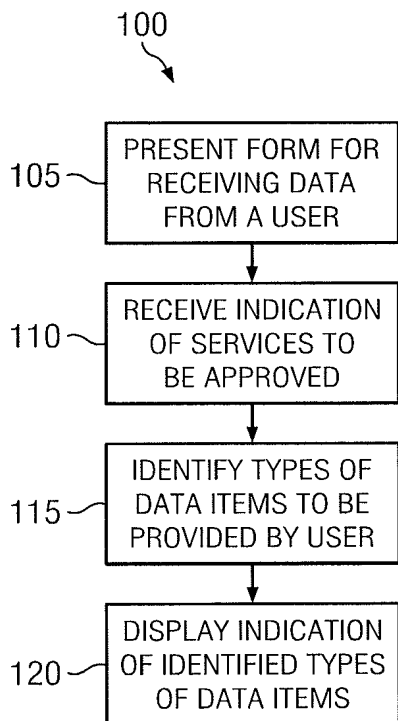 100
105
PRESENT FORM FOR
RECEIVING DATA
FROM A USER
110
RECEIVE INDICATION
OF SERVICES TO
BE APPROVED
115
IDENTIFY TYPES OF
DATA ITEMS TO BE
PROVIDED BY USER
120
DISPLAY INDICATION
OF IDENTIFIED TYPES
OF DATA ITEMS